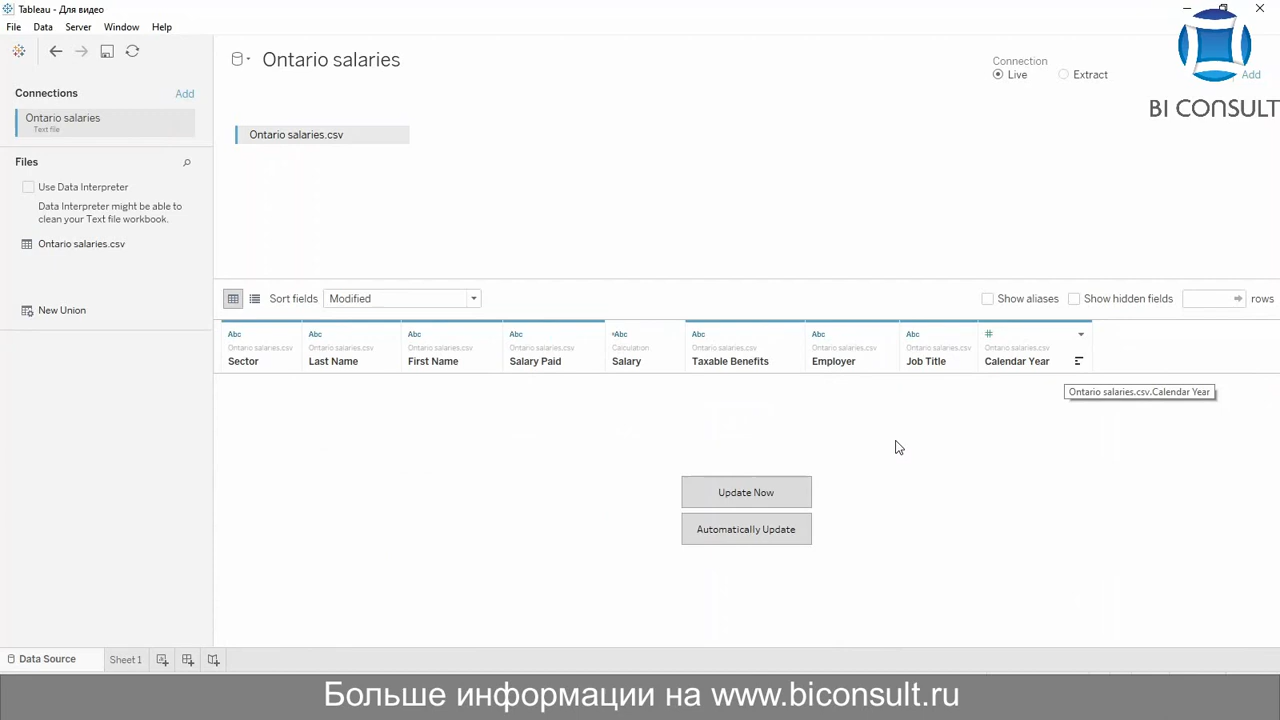 Tableau - Для видео
File Data Server Window Help
Ontario salaries
Connection
Live Extract Add
BI CONSULT
Connections Add
Ontario salaries
Text file
Ontario salaries.csv
Files
Use Data Interpreter
Data Interpreter might be able to
clean your Text file workbook.
Ontario salaries.csv
New Union
Sort fields Modified Show aliases Show hidden fields rows
Abc Abc Abc Abc =Abc Abc Abc Abc #
Ontario salaries.csv Ontario salaries.csv Ontario salaries.csv Ontario salaries.csv Calculation Ontario salaries.csv Ontario salaries.csv Ontario salaries.csv Ontario salaries.csv
Sector Last Name First Name Salary Paid Salary Taxable Benefits Employer Job Title Calendar Year
Ontario salaries.csv.Calendar Year
Update Now
Automatically Update
Data Source Sheet 1
Больше информации на www.biconsult.ru